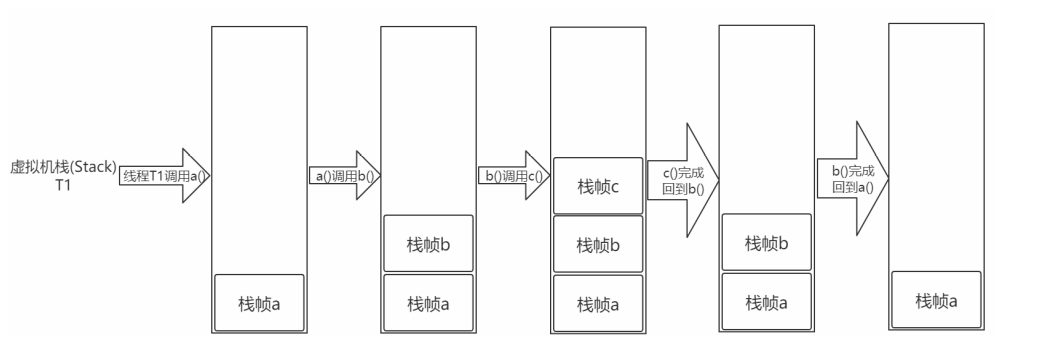 虚拟机栈(Stack)
T1
线程T1调用a()
栈帧a
a()调用b()
栈帧b
栈帧a
b()调用c()
栈帧c
栈帧b
栈帧a
c()完成
回到b()
栈帧b
栈帧a
b()完成
回到a()
栈帧a